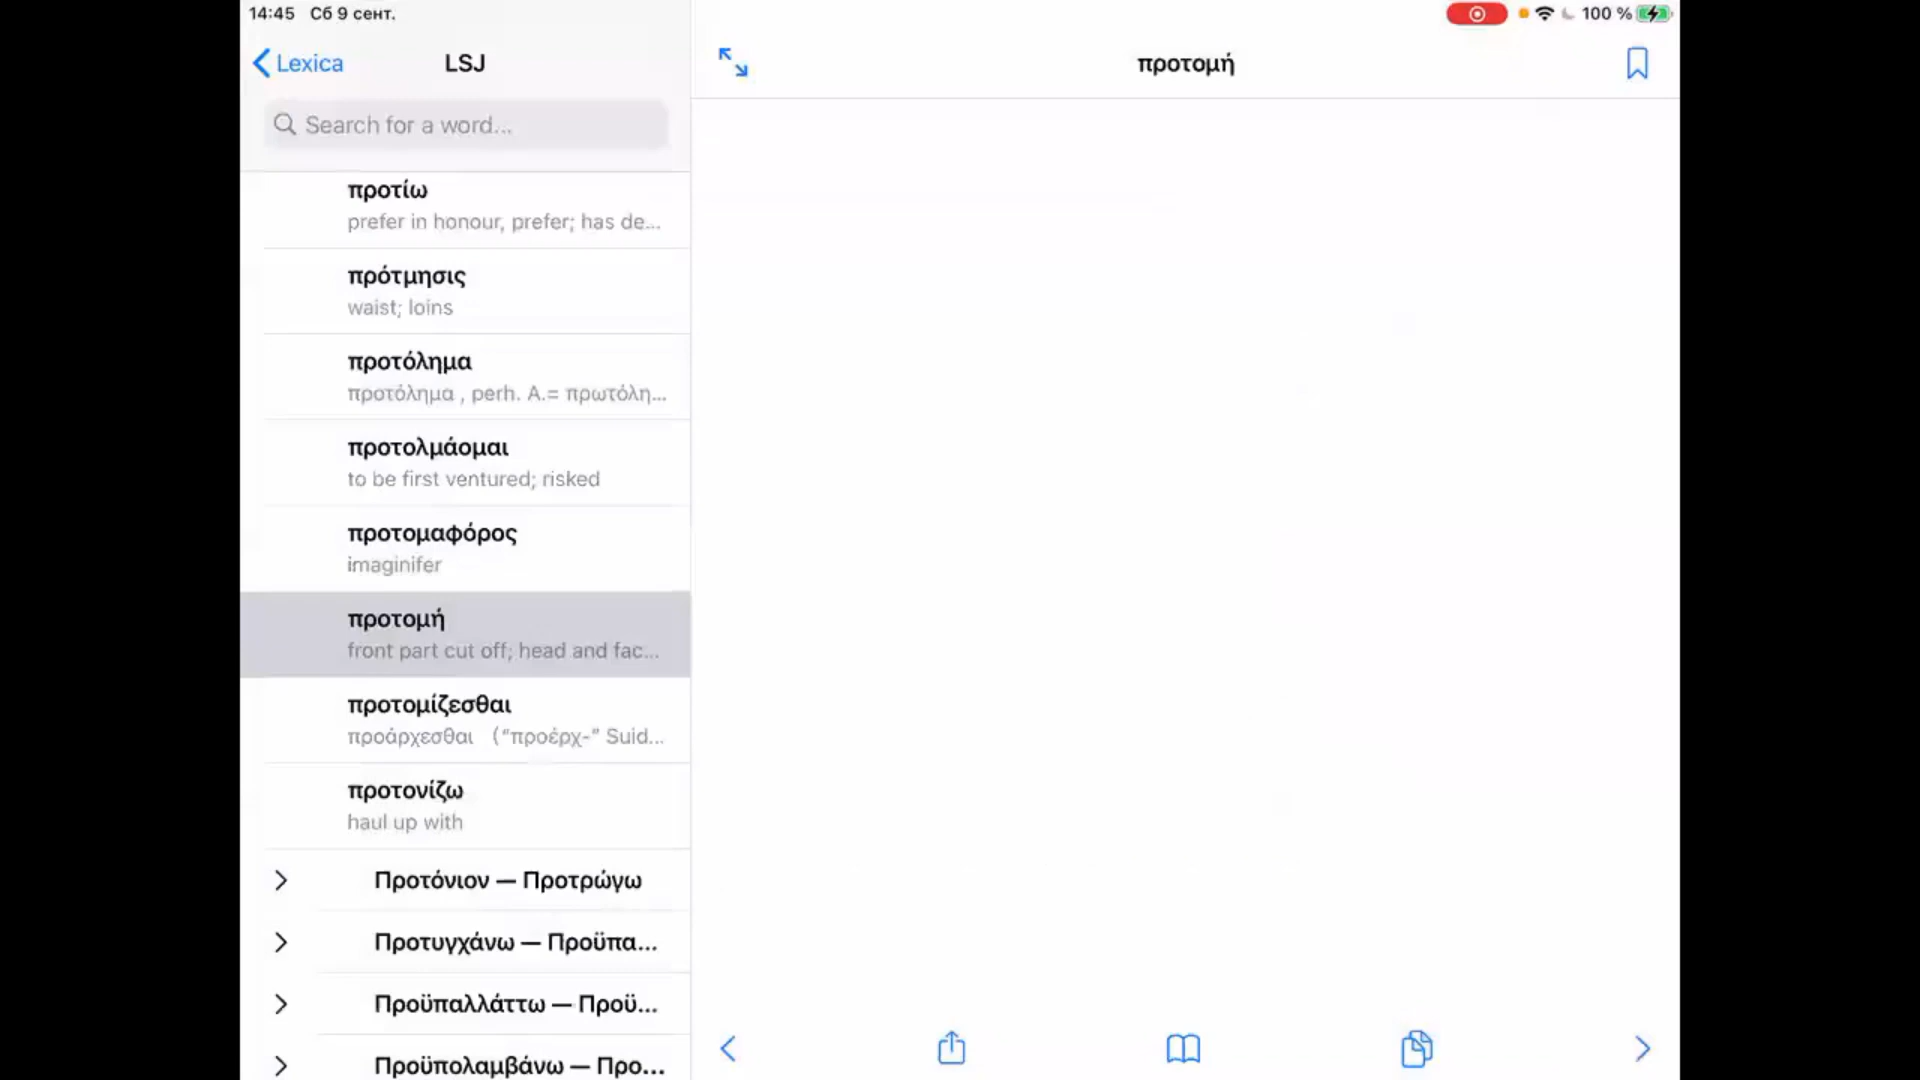 14:45 Сб 9 сент.
100 %
Lexica
LSJ
προτομή
Search for a word...
προτίω
prefer in honour, prefer; has de...
πρότμησις
waist; loins
προτόλημα
προτόλημα , perh. A.= πρωτόλη...
προτολμάομαι
to be first ventured; risked
προτομαφόρος
imaginifer
προτομή
front part cut off; head and fac...
προτομίζεσθαι
προάρχεσθαι (“προέρχ-” Suid...
προτονίζω
haul up with
Προτόνιον — Προτρώγω
Προτυγχάνω — Προϋπα...
Προϋπαλλάττω — Προϋ...
Προϋπολαμβάνω — Προ...